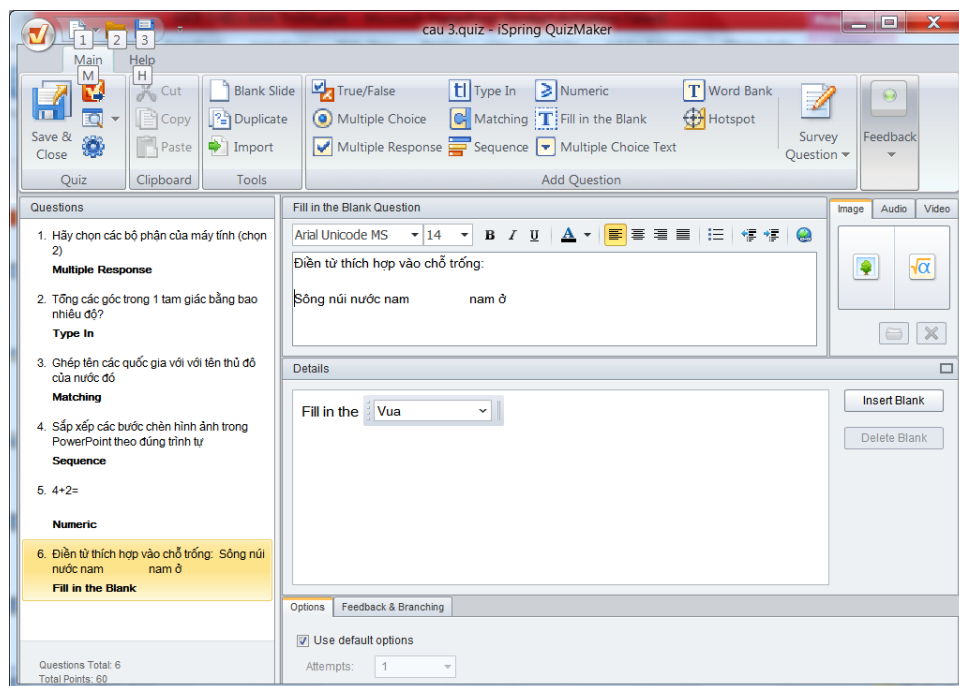 cau 3.quiz - iSpring QuizMaker
1 2 3
Main Help
M H
Save & Close
Cut
Copy
Paste
Blank Slide
Duplicate
Import
True/False
Multiple Choice
Multiple Response
Type In
Matching
Sequence
Numeric
Fill in the Blank
Multiple Choice Text
Word Bank
Hotspot
Survey Question
Feedback
Quiz Clipboard Tools Add Question
Questions
1. Hãy chọn các bộ phận của máy tính (chọn
2)
Multiple Response
2. Tổng các góc trong 1 tam giác bằng bao
nhiêu độ?
Type In
3. Ghép tên các quốc gia với với tên thủ đô
của nước đó
Matching
4. Sắp xếp các bước chèn hình ảnh trong
PowerPoint theo đúng trình tự
Sequence
5. 4+2=
Numeric
6. Điền từ thích hợp vào chỗ trống: Sông núi
nước nam nam ở
Fill in the Blank
Questions Total: 6
Total Points: 60
Fill in the Blank Question
Arial Unicode MS 14 B I U A
Điền từ thích hợp vào chỗ trống:
Sông núi nước nam nam ở
Image Audio Video
Details
Fill in the Vua
Insert Blank
Delete Blank
Options Feedback & Branching
Use default options
Attempts: 1